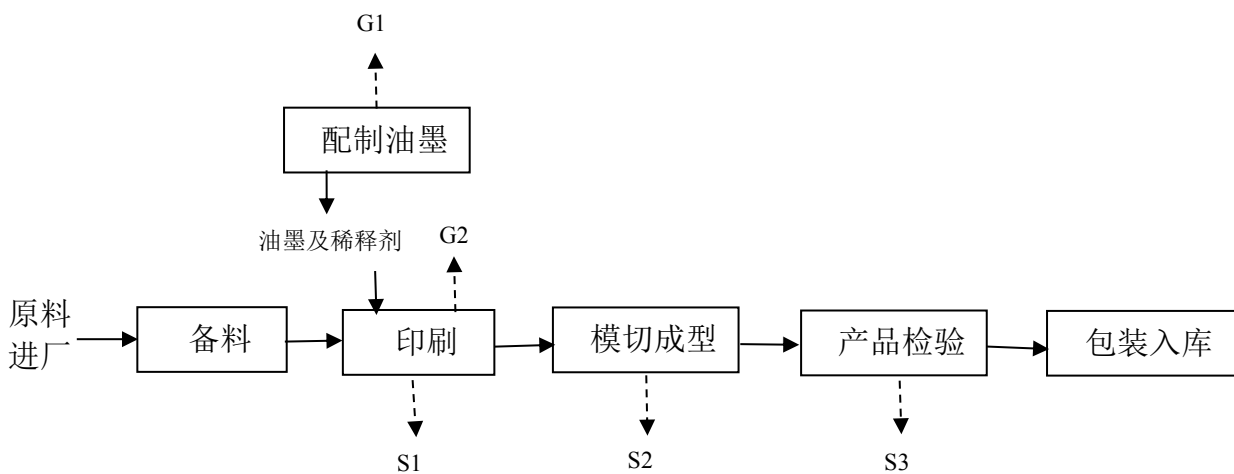 G1
配制油墨
油墨及稀释剂
G2
原料
进厂
备料
印刷
模切成型
产品检验
包装入库
S1
S2
S3